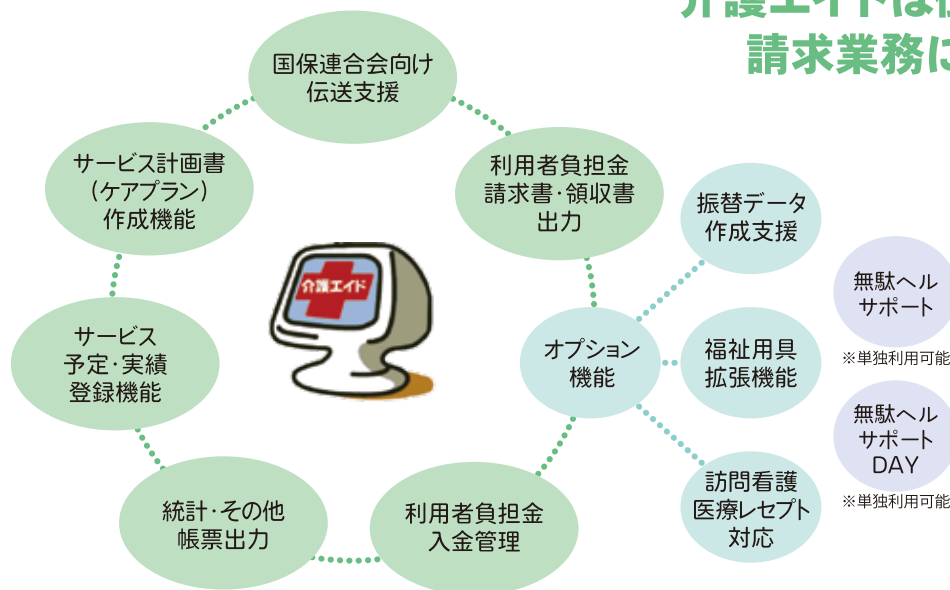 介護エイドは
請求業務に
国保連合会向け
伝送支援
サービス計画書
(ケアプラン)
作成機能
利用者負担金
請求書・領収書
出力
振替データ
作成支援
無駄ヘル
サポート
※単独利用可能
介護エイド
サービス
予定・実績
登録機能
オプション
機能
福祉用具
拡張機能
無駄ヘル
サポート
DAY
※単独利用可能
訪問看護
医療レセプト
対応
統計・その他
帳票出力
利用者負担金
入金管理